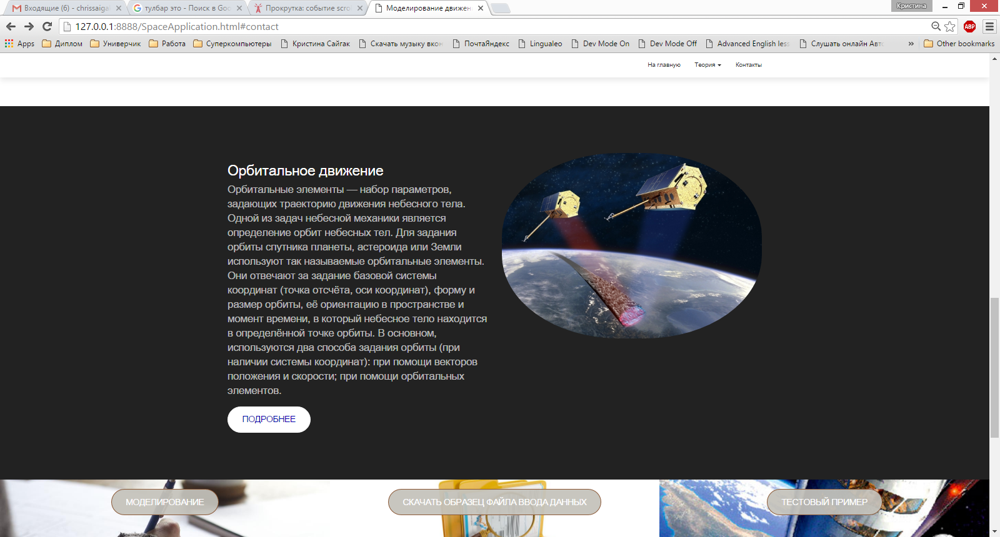 Входящие (6) - chrissaiga
тулбар это - Поиск в Goo
Прокрутка: событие scrol
Моделирование движен
Кристина
127.0.0.1:8888/SpaceApplication.html#contact
ABP
Apps
Диплом
Универчик
Работа
Суперкомпьютеры
Кристина Сайгак
Скачать музыку вкон
ПочтаЯндекс
Lingualeo
Dev Mode On
Dev Mode Off
Advanced English less
Слушать онлайн Авто
»
Other bookmarks
На главную
Теория
Контакты
Орбитальное движение
Орбитальные элементы — набор параметров,
задающих траекторию движения небесного тела.
Одной из задач небесной механики является
определение орбит небесных тел. Для задания
орбиты спутника планеты, астероида или Земли
используют так называемые орбитальные элементы.
Они отвечают за задание базовой системы
координат (точка отсчёта, оси координат), форму и
размер орбиты, её ориентацию в пространстве и
момент времени, в который небесное тело находится
в определённой точке орбиты. В основном,
используются два способа задания орбиты (при
наличии системы координат): при помощи векторов
положения и скорости; при помощи орбитальных
элементов.
ПОДРОБНЕЕ
МОДЕЛИРОВАНИЕ
СКАЧАТЬ ОБРАЗЕЦ ФАЙЛА ВВОДА ДАННЫХ
ТЕСТОВЫЙ ПРИМЕР